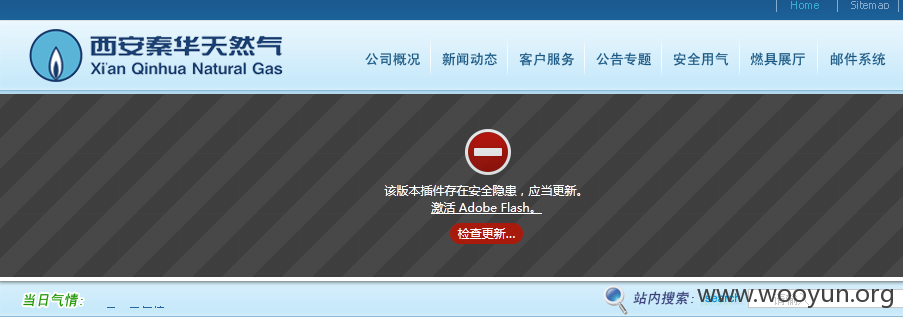 Home Sitemap
西安秦华天然气
Xi'an Qinhua Natural Gas
公司概况 新闻动态 客户服务 公告专题 安全用气 燃具展厅 邮件系统
该版本插件存在安全隐患，应当更新。
激活 Adobe Flash。
检查更新...
当日气情: 站内搜索: search
www.wooyun.org